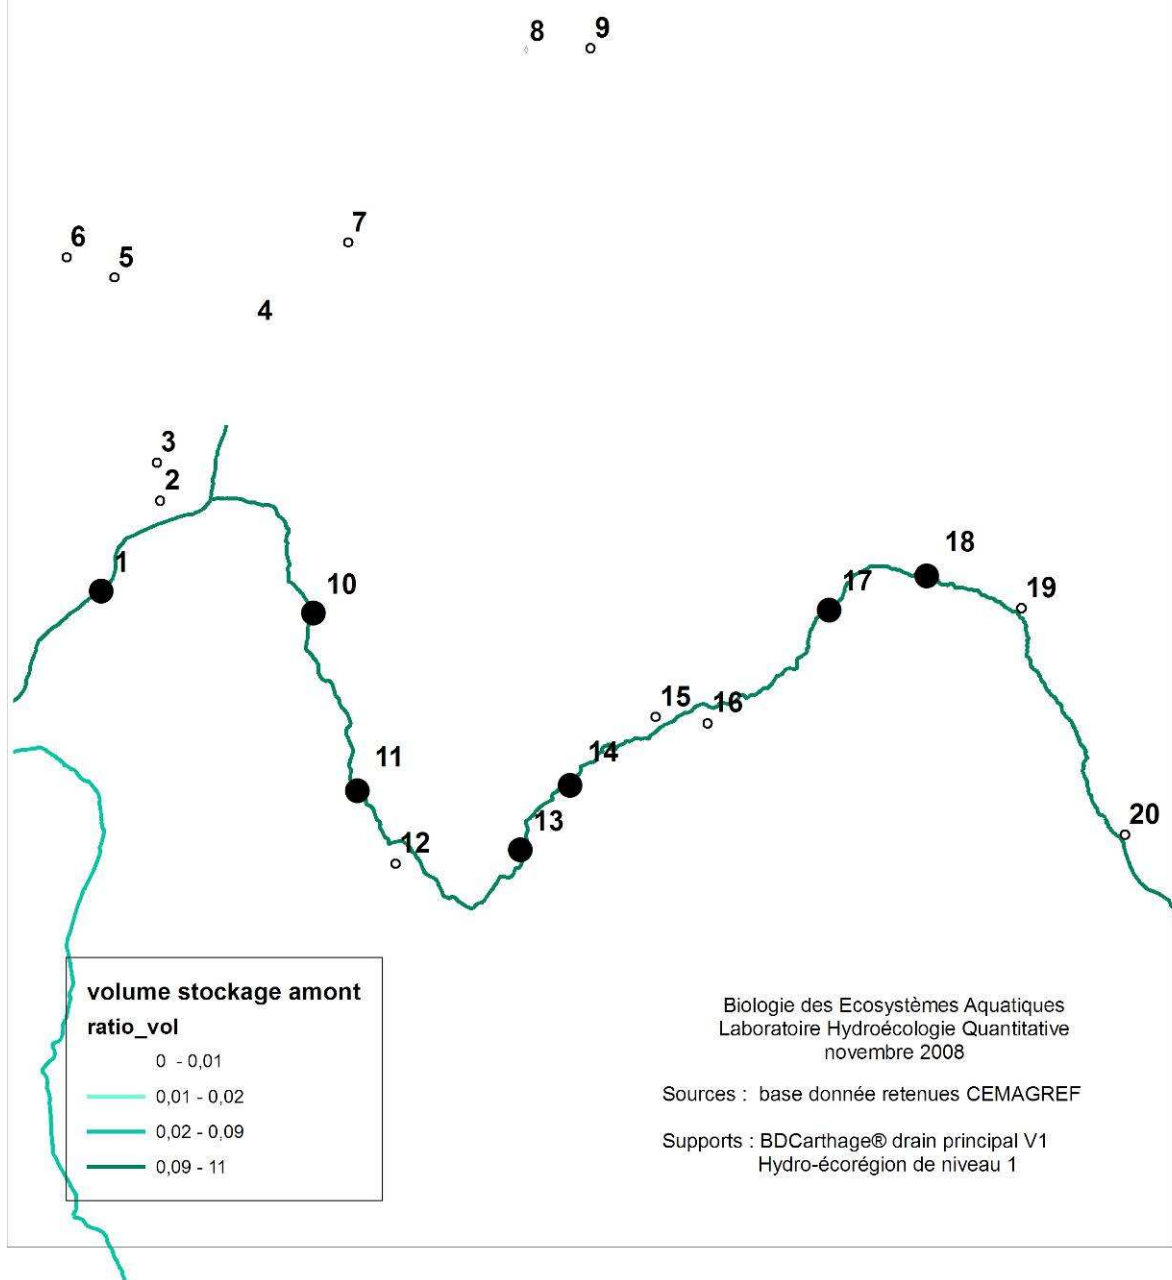 8
9
7
6
5
4
3
2
1
10
18
17
19
15
16
11
14
13
12
20
volume stockage amont
ratio_vol
0 - 0,01
0,01 - 0,02
0,02 - 0,09
0,09 - 11
Biologie des Ecosystèmes Aquatiques
Laboratoire Hydroécologie Quantitative
novembre 2008
Sources : base donnée retenues CEMAGREF
Supports : BDCarthage® drain principal V1
Hydro-écorégion de niveau 1